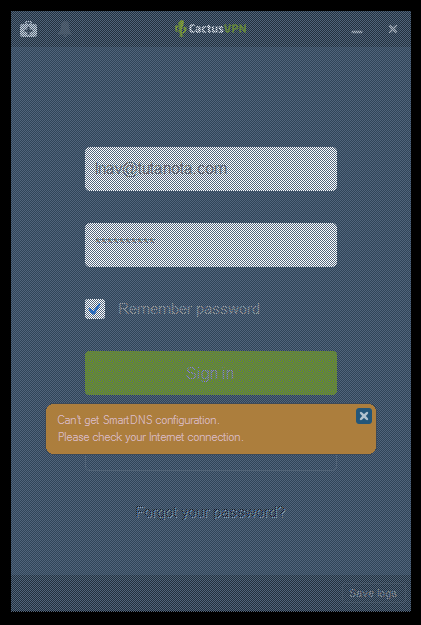 CactusVPN
lnav@tutanota.com
**********
Remember password
Sign in
Can't get SmartDNS configuration.
Please check your Internet connection.
Forgot your password?
Save logs